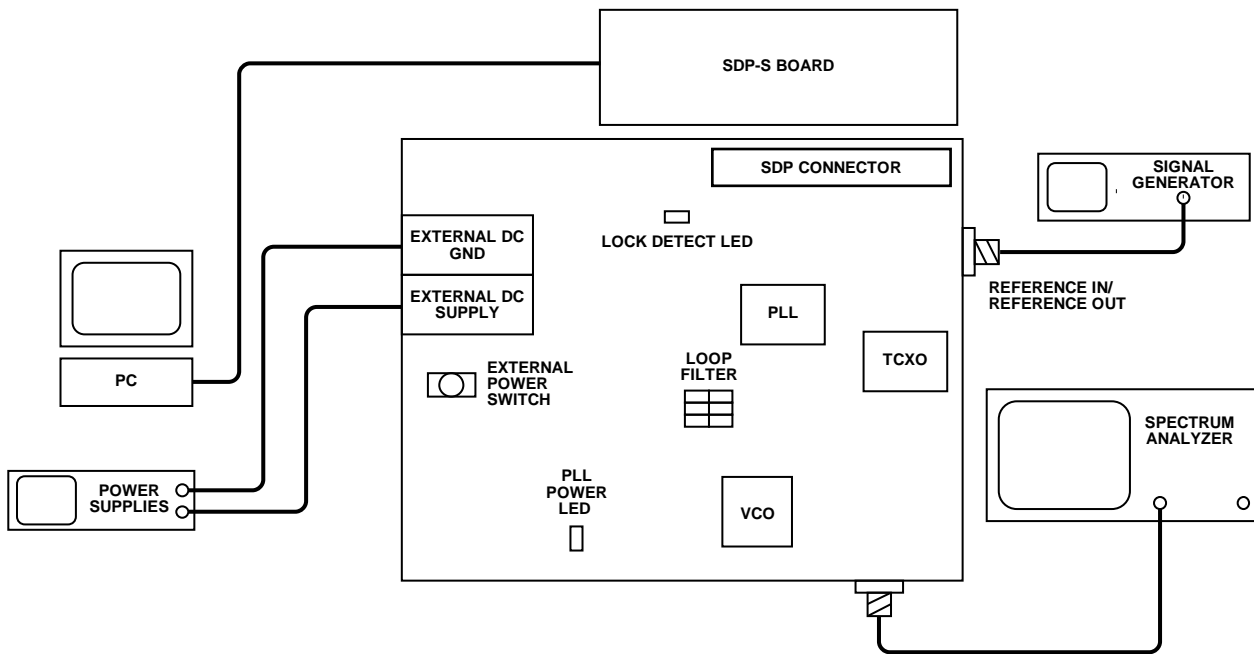 SDP-S BOARD
SDP CONNECTOR
SIGNAL
GENERATOR
LOCK DETECT LED
EXTERNAL DC
GND
EXTERNAL DC
SUPPLY
REFERENCE IN/
REFERENCE OUT
PLL
TCXO
PC
EXTERNAL
POWER
SWITCH
LOOP
FILTER
SPECTRUM
ANALYZER
POWER
SUPPLIES
PLL
POWER
LED
VCO